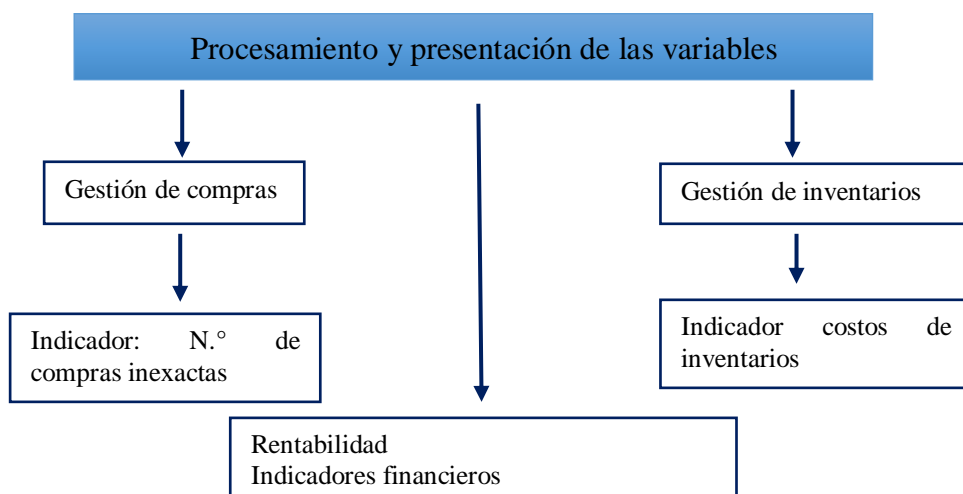 Procesamiento y presentación de las variables
Gestión de compras
Gestión de inventarios
Indicador: N.° de
compras inexactas
Indicador costos de
inventarios
Rentabilidad
Indicadores financieros